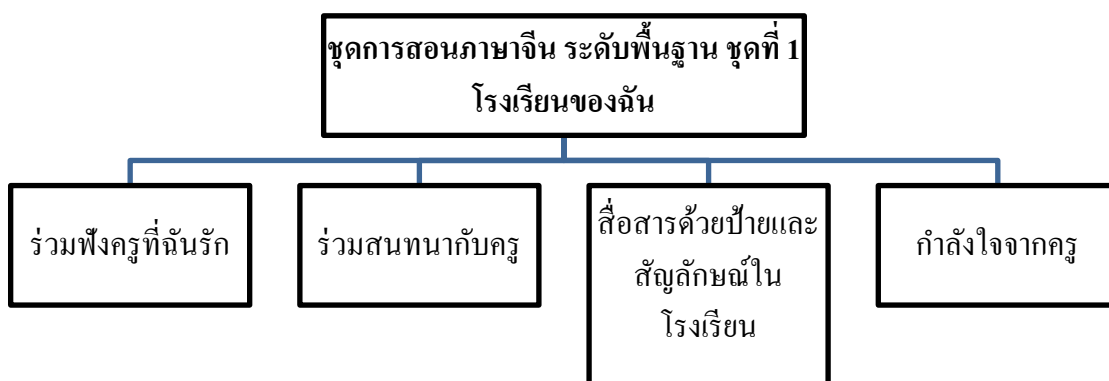 ชุดการสอนภาษาจีน ระดับพื้นฐาน ชุดที่ 1
โรงเรียนของฉัน
ร่วมฟังครูที่ฉันรัก
ร่วมสนทนากับครู
สื่อสารด้วยป้ายและ
สัญลักษณ์ใน
โรงเรียน
กำลังใจจากครู